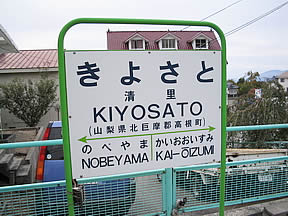 きよさと
清里
KIYOSATO
(山梨県北巨摩郡高根町)
のべやま かいおおいずみ
NOBEYAMA KAI-ŌIZUMI